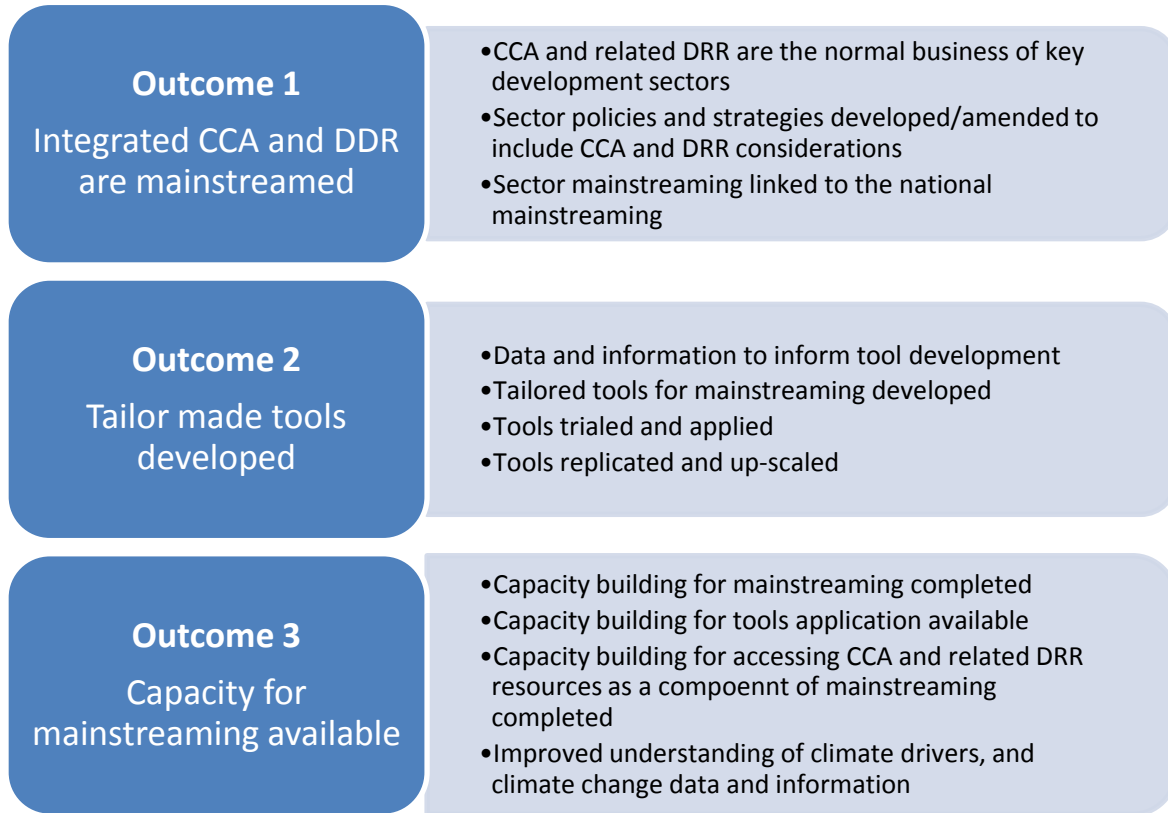 Outcome 1
Integrated CCA and DDR
are mainstreamed
•CCA and related DRR are the normal business of key
development sectors
•Sector policies and strategies developed/amended to
include CCA and DRR considerations
•Sector mainstreaming linked to the national
mainstreaming
Outcome 2
Tailor made tools
developed
•Data and information to inform tool development
•Tailored tools for mainstreaming developed
•Tools trialed and applied
•Tools replicated and up-scaled
Outcome 3
Capacity for
mainstreaming available
•Capacity building for mainstreaming completed
•Capacity building for tools application available
•Capacity building for accessing CCA and related DRR
resources as a compoennt of mainstreaming
completed
•Improved understanding of climate drivers, and
climate change data and information